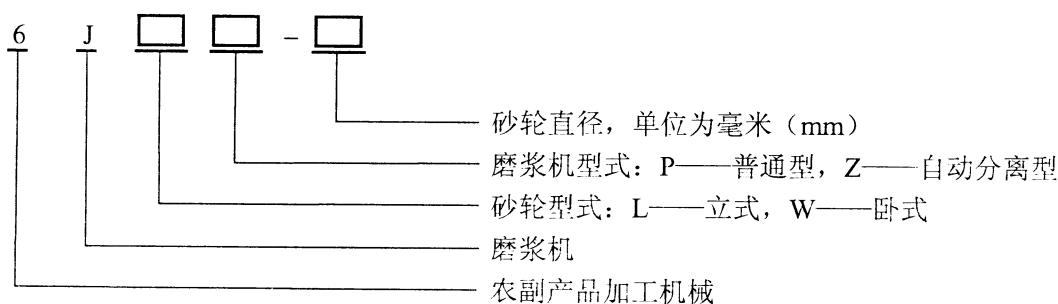 6 J □ □ - □
砂轮直径，单位为毫米（mm）
磨浆机型式：P——普通型，Z——自动分离型
砂轮型式：L——立式，W——卧式
磨浆机
农副产品加工机械